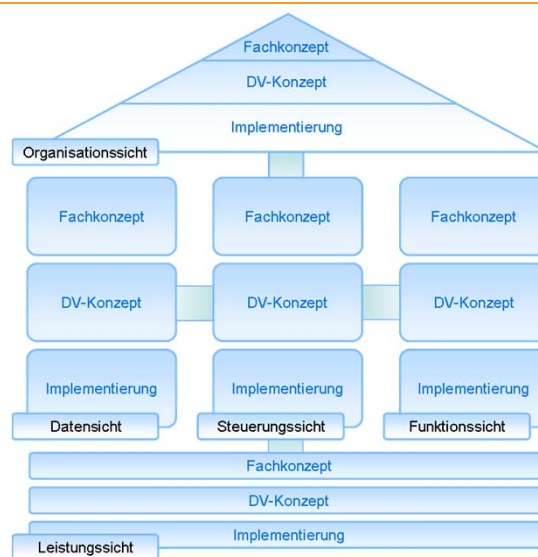 Fachkonzept
DV-Konzept
Implementierung
Organisationssicht
Fachkonzept Fachkonzept Fachkonzept
DV-Konzept DV-Konzept DV-Konzept
Implementierung Implementierung Implementierung
Datensicht Steuerungssicht Funktionssicht
Fachkonzept
DV-Konzept
Implementierung
Leistungssicht